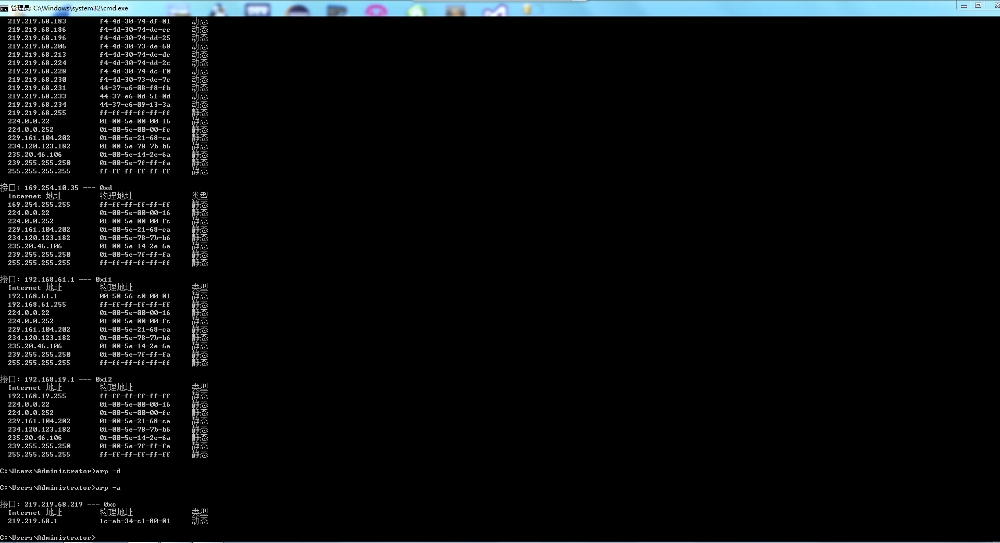 管理员: C:\Windows\system32\cmd.exe
219.219.68.183 f4-4d-30-74-df-01 动态
219.219.68.186 f4-4d-30-74-dc-ee 动态
219.219.68.196 f4-4d-30-74-dd-25 动态
219.219.68.206 f4-4d-30-73-de-68 动态
219.219.68.213 f4-4d-30-74-de-dc 动态
219.219.68.224 f4-4d-30-74-dd-2c 动态
219.219.68.228 f4-4d-30-74-dc-f0 动态
219.219.68.230 f4-4d-30-73-de-7c 动态
219.219.68.231 44-37-e6-08-f8-fb 动态
219.219.68.233 44-37-e6-0d-51-0d 动态
219.219.68.234 44-37-e6-09-13-3a 动态
219.219.68.255 ff-ff-ff-ff-ff-ff 静态
224.0.0.22 01-00-5e-00-00-16 静态
224.0.0.252 01-00-5e-00-00-fc 静态
229.161.104.202 01-00-5e-21-68-ca 静态
234.120.123.182 01-00-5e-78-7b-b6 静态
235.20.46.106 01-00-5e-14-2e-6a 静态
239.255.255.250 01-00-5e-7f-ff-fa 静态
255.255.255.255 ff-ff-ff-ff-ff-ff 静态
接口: 169.254.10.35 --- 0xd
Internet 地址 物理地址 类型
169.254.255.255 ff-ff-ff-ff-ff-ff 静态
224.0.0.22 01-00-5e-00-00-16 静态
224.0.0.252 01-00-5e-00-00-fc 静态
229.161.104.202 01-00-5e-21-68-ca 静态
234.120.123.182 01-00-5e-78-7b-b6 静态
235.20.46.106 01-00-5e-14-2e-6a 静态
239.255.255.250 01-00-5e-7f-ff-fa 静态
255.255.255.255 ff-ff-ff-ff-ff-ff 静态
接口: 192.168.61.1 --- 0x11
Internet 地址 物理地址 类型
192.168.61.1 00-50-56-c0-00-01 静态
192.168.61.255 ff-ff-ff-ff-ff-ff 静态
224.0.0.22 01-00-5e-00-00-16 静态
224.0.0.252 01-00-5e-00-00-fc 静态
229.161.104.202 01-00-5e-21-68-ca 静态
234.120.123.182 01-00-5e-78-7b-b6 静态
235.20.46.106 01-00-5e-14-2e-6a 静态
239.255.255.250 01-00-5e-7f-ff-fa 静态
255.255.255.255 ff-ff-ff-ff-ff-ff 静态
接口: 192.168.19.1 --- 0x12
Internet 地址 物理地址 类型
192.168.19.255 ff-ff-ff-ff-ff-ff 静态
224.0.0.22 01-00-5e-00-00-16 静态
224.0.0.252 01-00-5e-00-00-fc 静态
229.161.104.202 01-00-5e-21-68-ca 静态
234.120.123.182 01-00-5e-78-7b-b6 静态
235.20.46.106 01-00-5e-14-2e-6a 静态
239.255.255.250 01-00-5e-7f-ff-fa 静态
255.255.255.255 ff-ff-ff-ff-ff-ff 静态
C:\Users\Administrator>arp -d
C:\Users\Administrator>arp -a
接口: 219.219.68.219 --- 0xc
Internet 地址 物理地址 类型
219.219.68.1 1c-ab-34-c1-80-01 动态
C:\Users\Administrator>